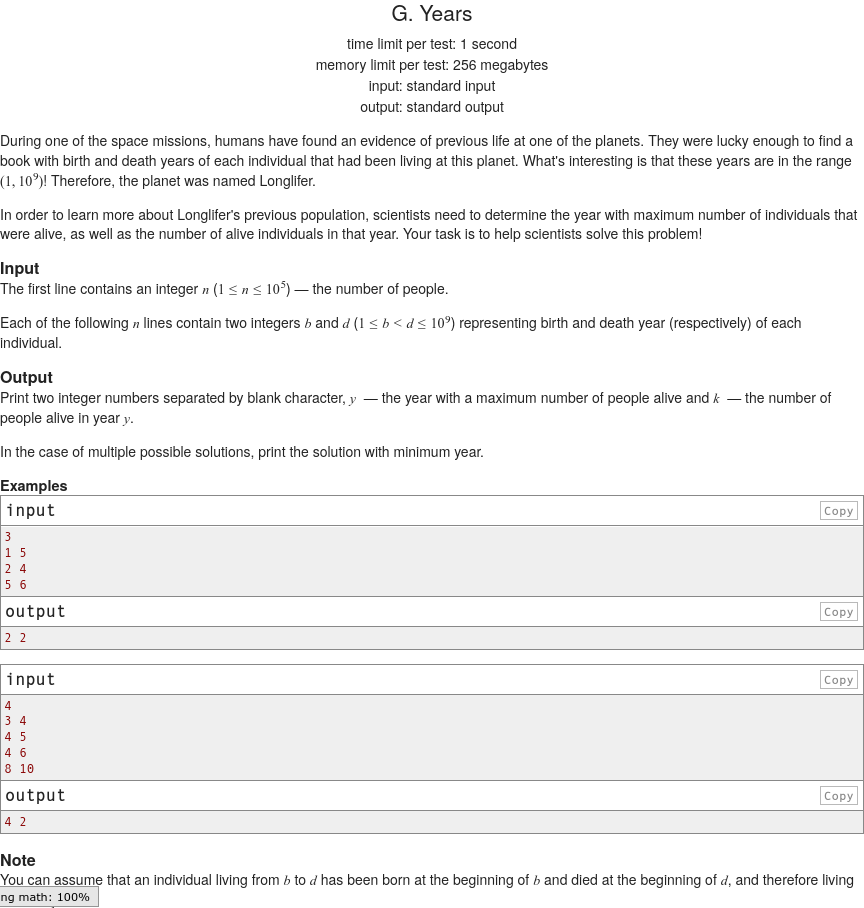 G. Years
time limit per test: 1 second
memory limit per test: 256 megabytes
input: standard input
output: standard output
During one of the space missions, humans have found an evidence of previous life at one of the planets. They were lucky enough to find a
book with birth and death years of each individual that had been living at this planet. What's interesting is that these years are in the range
(1, 10⁹)! Therefore, the planet was named Longlifer.
In order to learn more about Longlifer's previous population, scientists need to determine the year with maximum number of individuals that
were alive, as well as the number of alive individuals in that year. Your task is to help scientists solve this problem!
Input
The first line contains an integer n (1 ≤ n ≤ 10⁵) — the number of people.
Each of the following n lines contain two integers b and d (1 ≤ b < d ≤ 10⁹) representing birth and death year (respectively) of each
individual.
Output
Print two integer numbers separated by blank character, y — the year with a maximum number of people alive and k — the number of
people alive in year y.
In the case of multiple possible solutions, print the solution with minimum year.
Examples
input Copy
3
1 5
2 4
5 6
output Copy
2 2
input Copy
4
3 4
4 5
4 6
8 10
output Copy
4 2
Note
You can assume that an individual living from b to d has been born at the beginning of b and died at the beginning of d, and therefore living
ng math: 100%